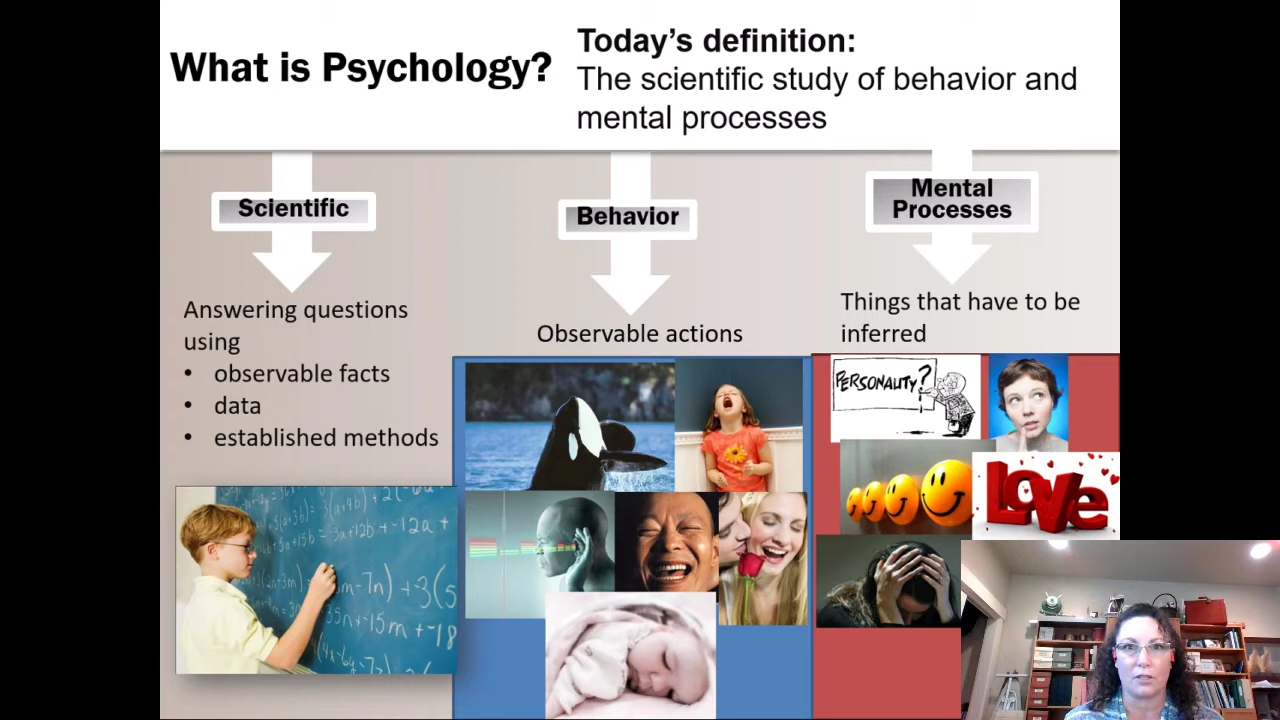 What is Psychology?
Today's definition:
The scientific study of behavior and
mental processes
Scientific
Answering questions
using
• observable facts
• data
• established methods
Behavior
Observable actions
Mental
Processes
Things that have to be
inferred
PERSONALITY?
LOVE